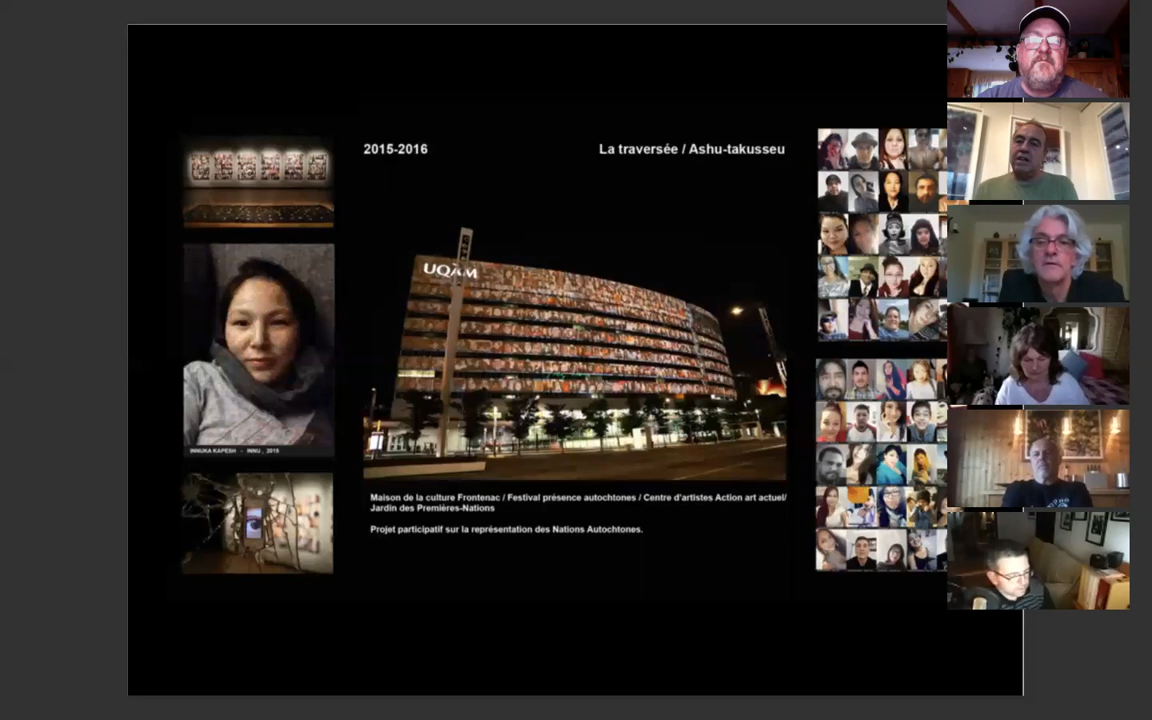 2015-2016
La traversée / Ashu-takusseu
UQÀM
INNUKA KAPESH - INNU, 2015
Maison de la culture Frontenac / Festival présence autochtones / Centre d'artistes Action art actuel/
Jardin des Premières-Nations
Projet participatif sur la représentation des Nations Autochtones.